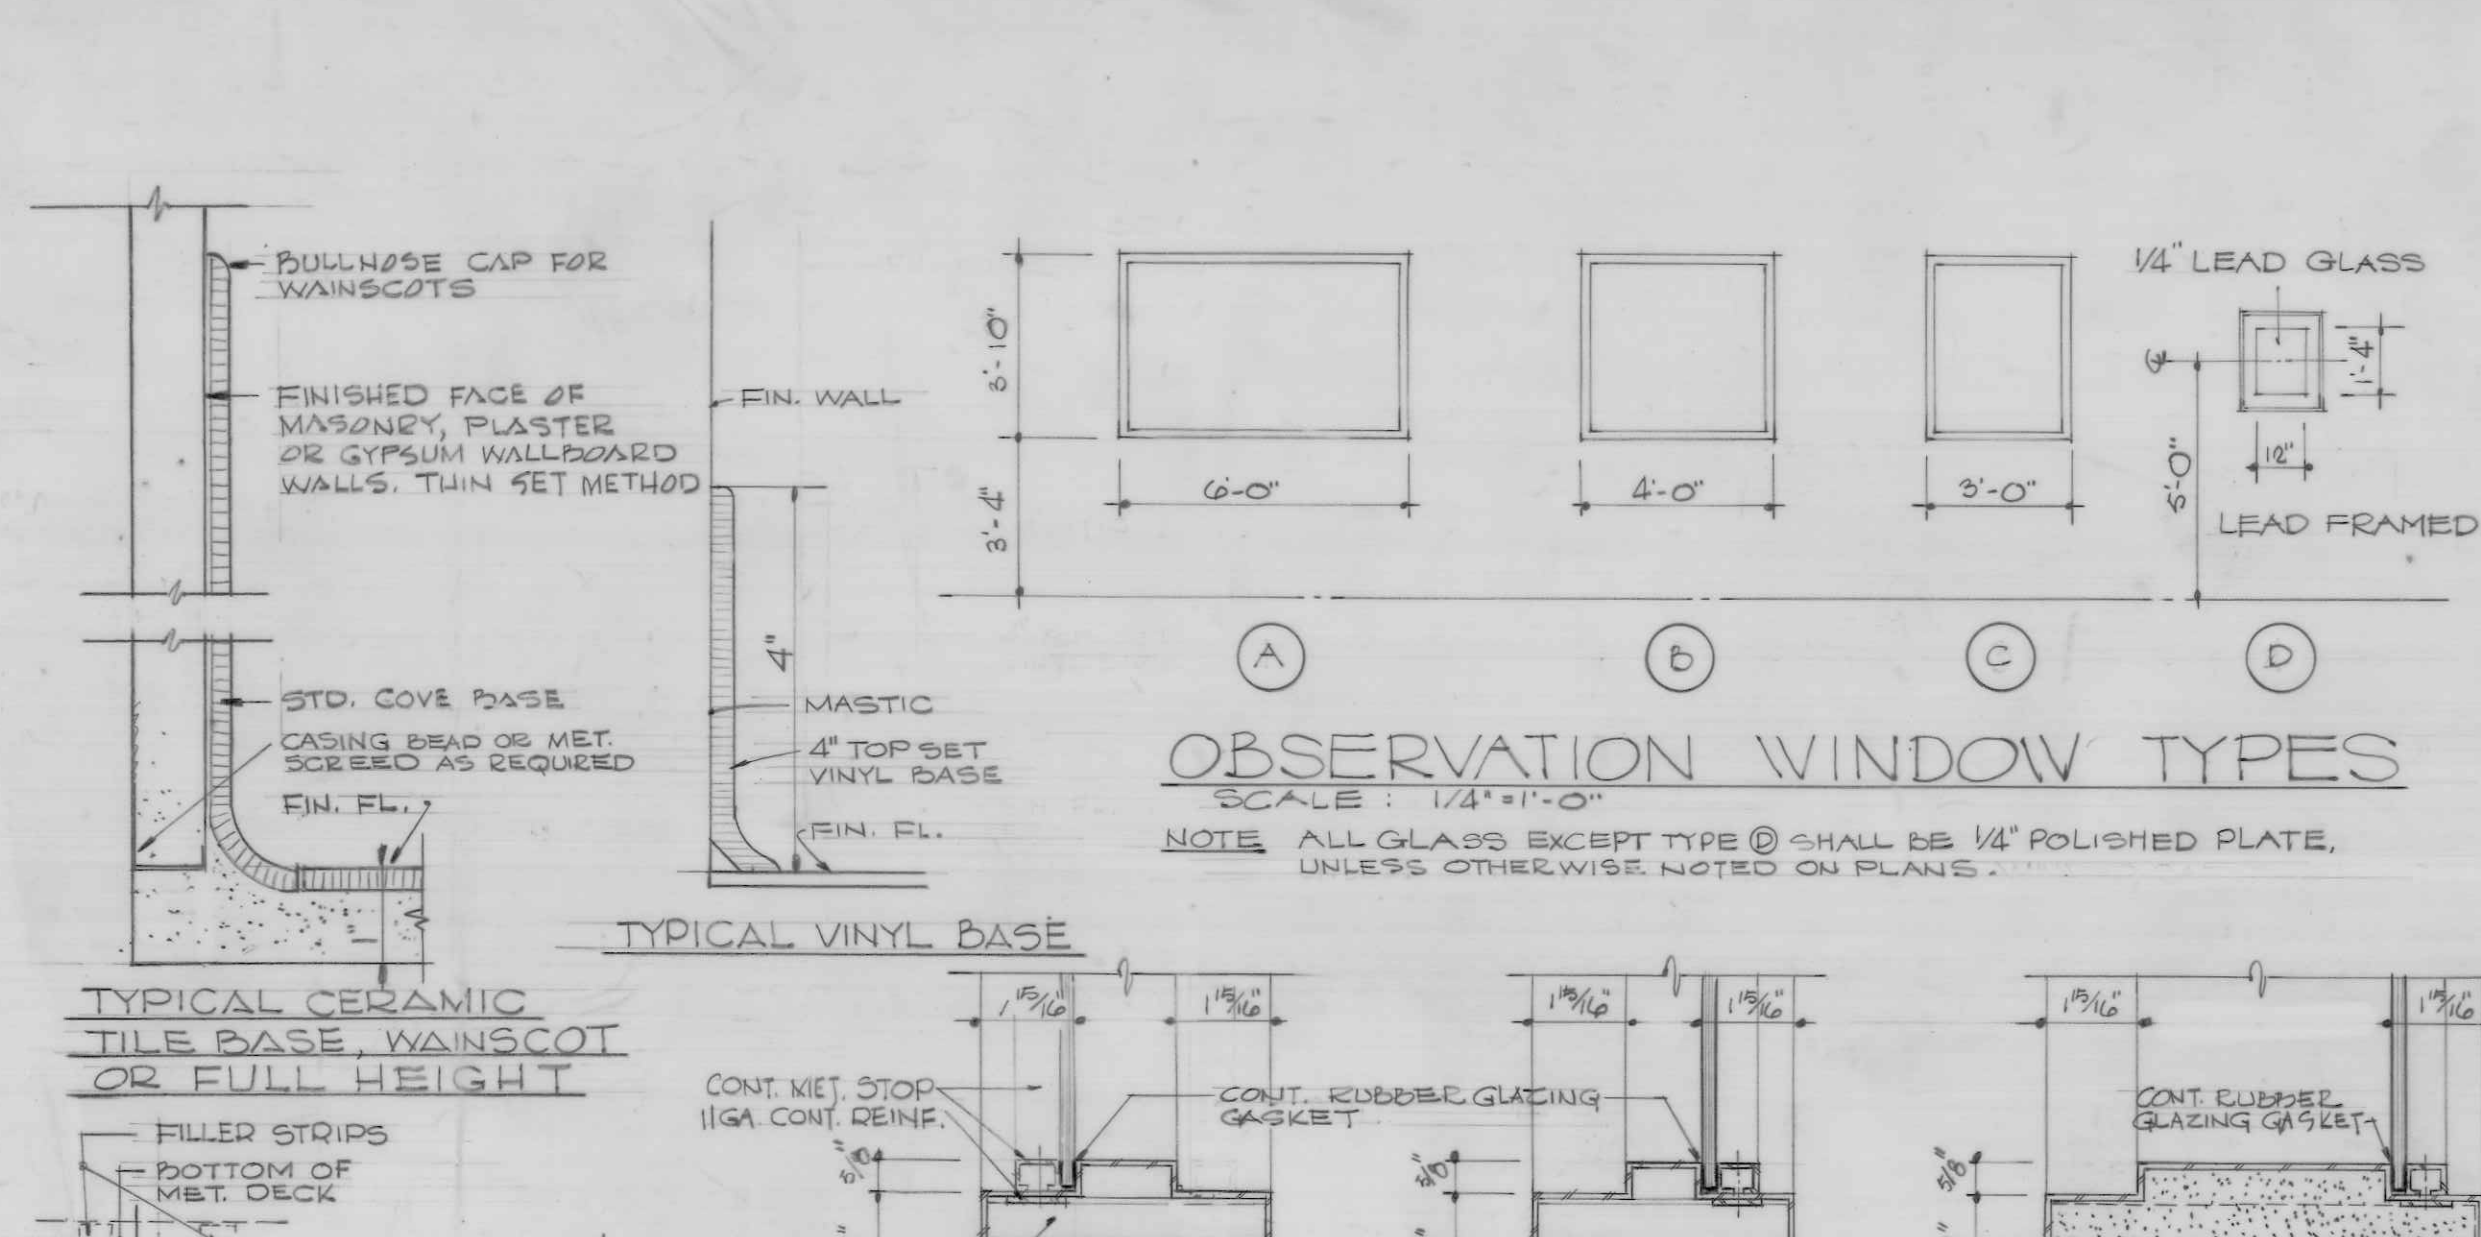 BULLNOSE CAP FOR
WAINSCOTS
FINISHED FACE OF
MASONRY, PLASTER
OR GYPSUM WALLBOARD
WALLS. THIN SET METHOD
STD. COVE BASE
CASING BEAD OR MET.
SCREED AS REQUIRED
FIN. FL.
1"
TYPICAL CERAMIC
TILE BASE, WAINSCOT
OR FULL HEIGHT
FILLER STRIPS
BOTTOM OF
MET. DECK
FIN. WALL
4"
MASTIC
4" TOP SET
VINYL BASE
FIN. FL.
TYPICAL VINYL BASE
3'-10"
3'-4"
6'-0"
4'-0"
3'-0"
1/4" LEAD GLASS
1'-4"
12"
5'-0"
LEAD FRAMED
A
B
C
D
OBSERVATION WINDOW TYPES
SCALE : 1/4"=1'-0"
NOTE ALL GLASS EXCEPT TYPE D SHALL BE 1/4" POLISHED PLATE,
UNLESS OTHERWISE NOTED ON PLANS.
1 15/16" 1 15/16"
1 15/16" 1 15/16"
1 15/16" 1 15/16"
CONT. MET. STOP
11GA. CONT. REINF.
CONT. RUBBER GLAZING
GASKET
CONT. RUBBER
GLAZING GASKET
5/8"
5/8"
5/8"